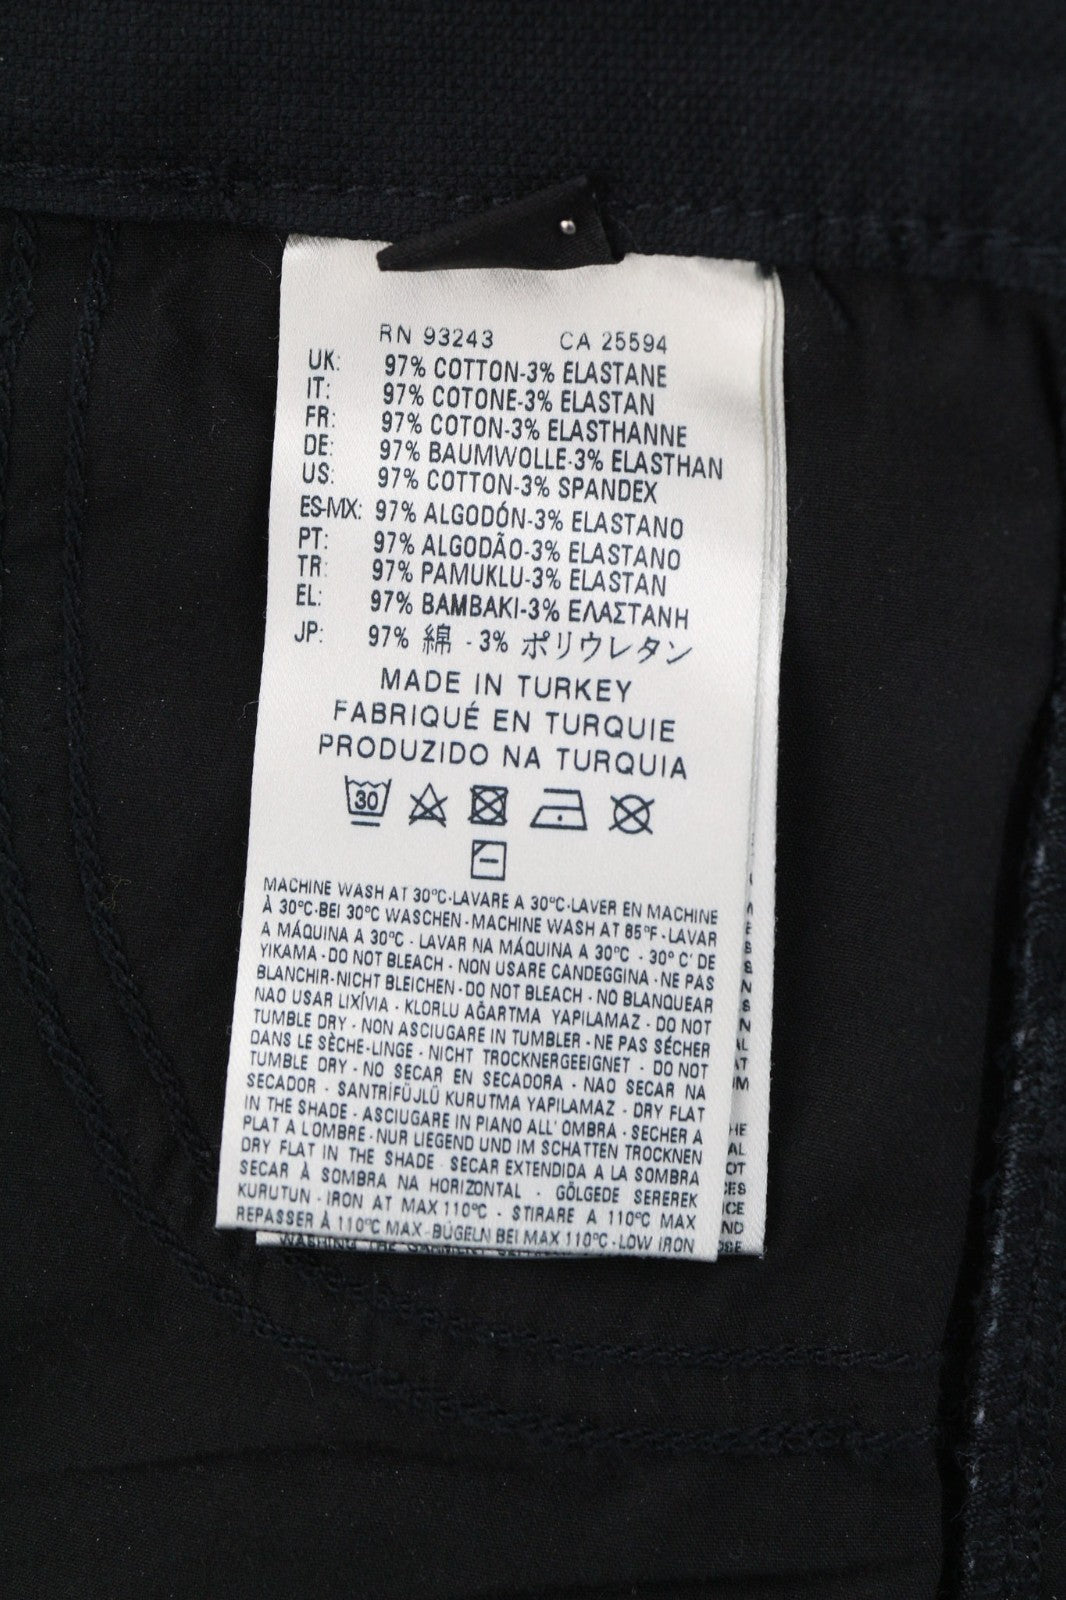 RN 93243 CA 25594
UK: 97% COTTON-3% ELASTANE
IT: 97% COTONE-3% ELASTAN
FR: 97% COTON-3% ELASTHANNE
DE: 97% BAUMWOLLE-3% ELASTHAN
US: 97% COTTON-3% SPANDEX
ES-MX: 97% ALGODÓN-3% ELASTANO
PT: 97% ALGODÃO-3% ELASTANO
TR: 97% PAMUKLU-3% ELASTAN
EL: 97% BAMBAKI-3% ΕΛΑΣΤΑΝΗ
JP: 97% 綿 - 3% ポリウレタン
MADE IN TURKEY
FABRIQUÉ EN TURQUIE
PRODUZIDO NA TURQUIA
30
MACHINE WASH AT 30°C-LAVARE A 30°C-LAVER EN MACHINE
À 30°C-BEI 30°C WASCHEN - MACHINE WASH AT 85°F - LAVAR
A MÁQUINA A 30°C - LAVAR NA MÁQUINA A 30°C - 30° C' DE
YIKAMA - DO NOT BLEACH - NON USARE CANDEGGINA - NE PAS
BLANCHIR-NICHT BLEICHEN - DO NOT BLEACH - NO BLANQUEAR
NAO USAR LIXÍVIA - KLORLU AĞARTMA YAPILAMAZ - DO NOT
TUMBLE DRY - NON ASCIUGARE IN TUMBLER - NE PAS SÉCHER
DANS LE SÈCHE-LINGE - NICHT TROCKNERGEEIGNET - DO NOT
TUMBLE DRY - NO SECAR EN SECADORA - NAO SECAR NA
SECADOR - SANTRİFÜJLÜ KURUTMA YAPILAMAZ - DRY FLAT
IN THE SHADE - ASCIUGARE IN PIANO ALL' OMBRA - SECHER A
PLAT A LOMBRE - NUR LIEGEND UND IM SCHATTEN TROCKNEN
DRY FLAT IN THE SHADE - SECAR EXTENDIDA A LA SOMBRA
SECAR À SOMBRA NA HORIZONTAL - GÖLGEDE SEREREK
KURUTUN - IRON AT MAX 110°C - STIRARE A 110°C MAX
REPASSER À 110°C MAX - BÜGELN BEI MAX 110°C - LOW IRON